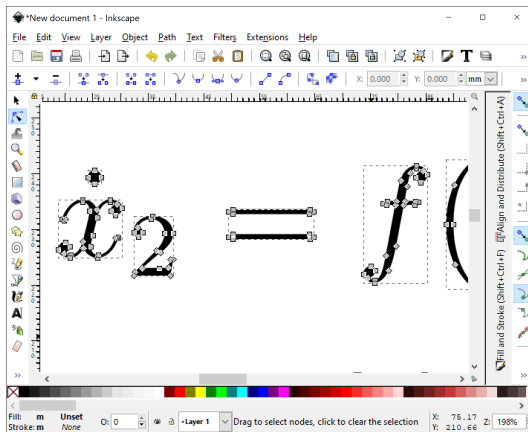 *New document 1 - Inkscape
File Edit View Layer Object Path Text Filters Extensions Help
X: 0.000 Y: 0.000 mm
ẋ2 = f(
Align and Distribute (Shift+Ctrl+A)
Fill and Stroke (Shift+Ctrl+F)
Fill: m Unset O: 0 Layer 1 Drag to select nodes, click to clear the selection X: 75.17 Z: 198%
Stroke: m None Y: 210.66